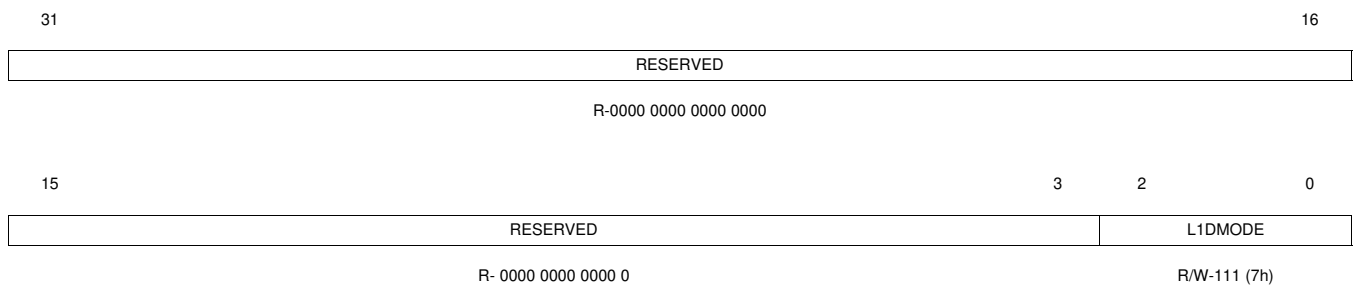 31 16
RESERVED
R-0000 0000 0000 0000
15 3 2 0
RESERVED L1DMODE
R- 0000 0000 0000 0 R/W-111 (7h)